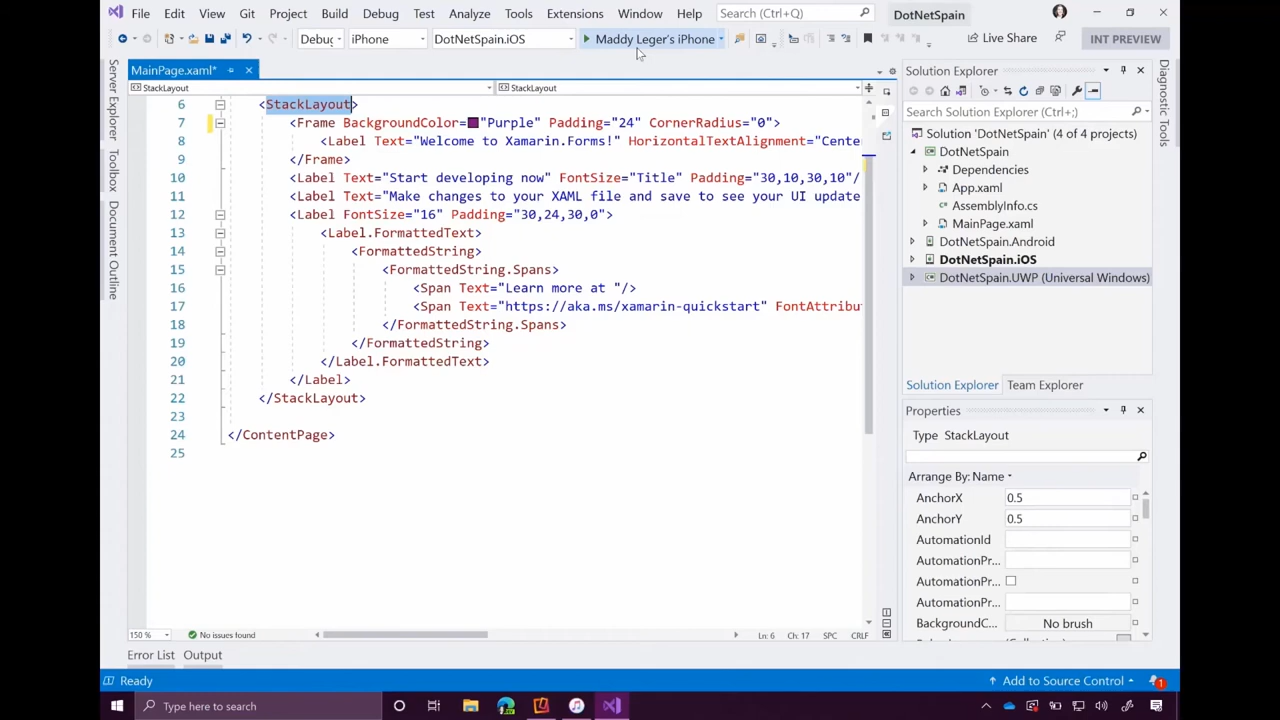 File Edit View Git Project Build Debug Test Analyze Tools Extensions Window Help Search (Ctrl+Q) DotNetSpain
Debug iPhone DotNetSpain.iOS Maddy Leger's iPhone Live Share INT PREVIEW
MainPage.xaml*
StackLayout StackLayout
6 <StackLayout>
7 <Frame BackgroundColor="Purple" Padding="24" CornerRadius="0">
8 <Label Text="Welcome to Xamarin.Forms!" HorizontalTextAlignment="Cente
9 </Frame>
10 <Label Text="Start developing now" FontSize="Title" Padding="30,10,30,10"/
11 <Label Text="Make changes to your XAML file and save to see your UI update
12 <Label FontSize="16" Padding="30,24,30,0">
13 <Label.FormattedText>
14 <FormattedString>
15 <FormattedString.Spans>
16 <Span Text="Learn more at "/>
17 <Span Text="https://aka.ms/xamarin-quickstart" FontAttribu
18 </FormattedString.Spans>
19 </FormattedString>
20 </Label.FormattedText>
21 </Label>
22 </StackLayout>
23
24 </ContentPage>
25
150 % No issues found Ln: 6 Ch: 17 SPC CRLF
Error List Output
Server Explorer
Toolbox
Document Outline
Solution Explorer
Search Solution Explorer (Ctrl+;)
Solution 'DotNetSpain' (4 of 4 projects)
DotNetSpain
Dependencies
App.xaml
AssemblyInfo.cs
MainPage.xaml
DotNetSpain.Android
DotNetSpain.iOS
DotNetSpain.UWP (Universal Windows)
Solution Explorer Team Explorer
Properties
Type StackLayout
Arrange By: Name
AnchorX 0.5
AnchorY 0.5
AutomationId
AutomationPr...
AutomationPr...
AutomationPr...
BackgroundC... No brush
Diagnostic Tools
Ready Add to Source Control 1
Type here to search